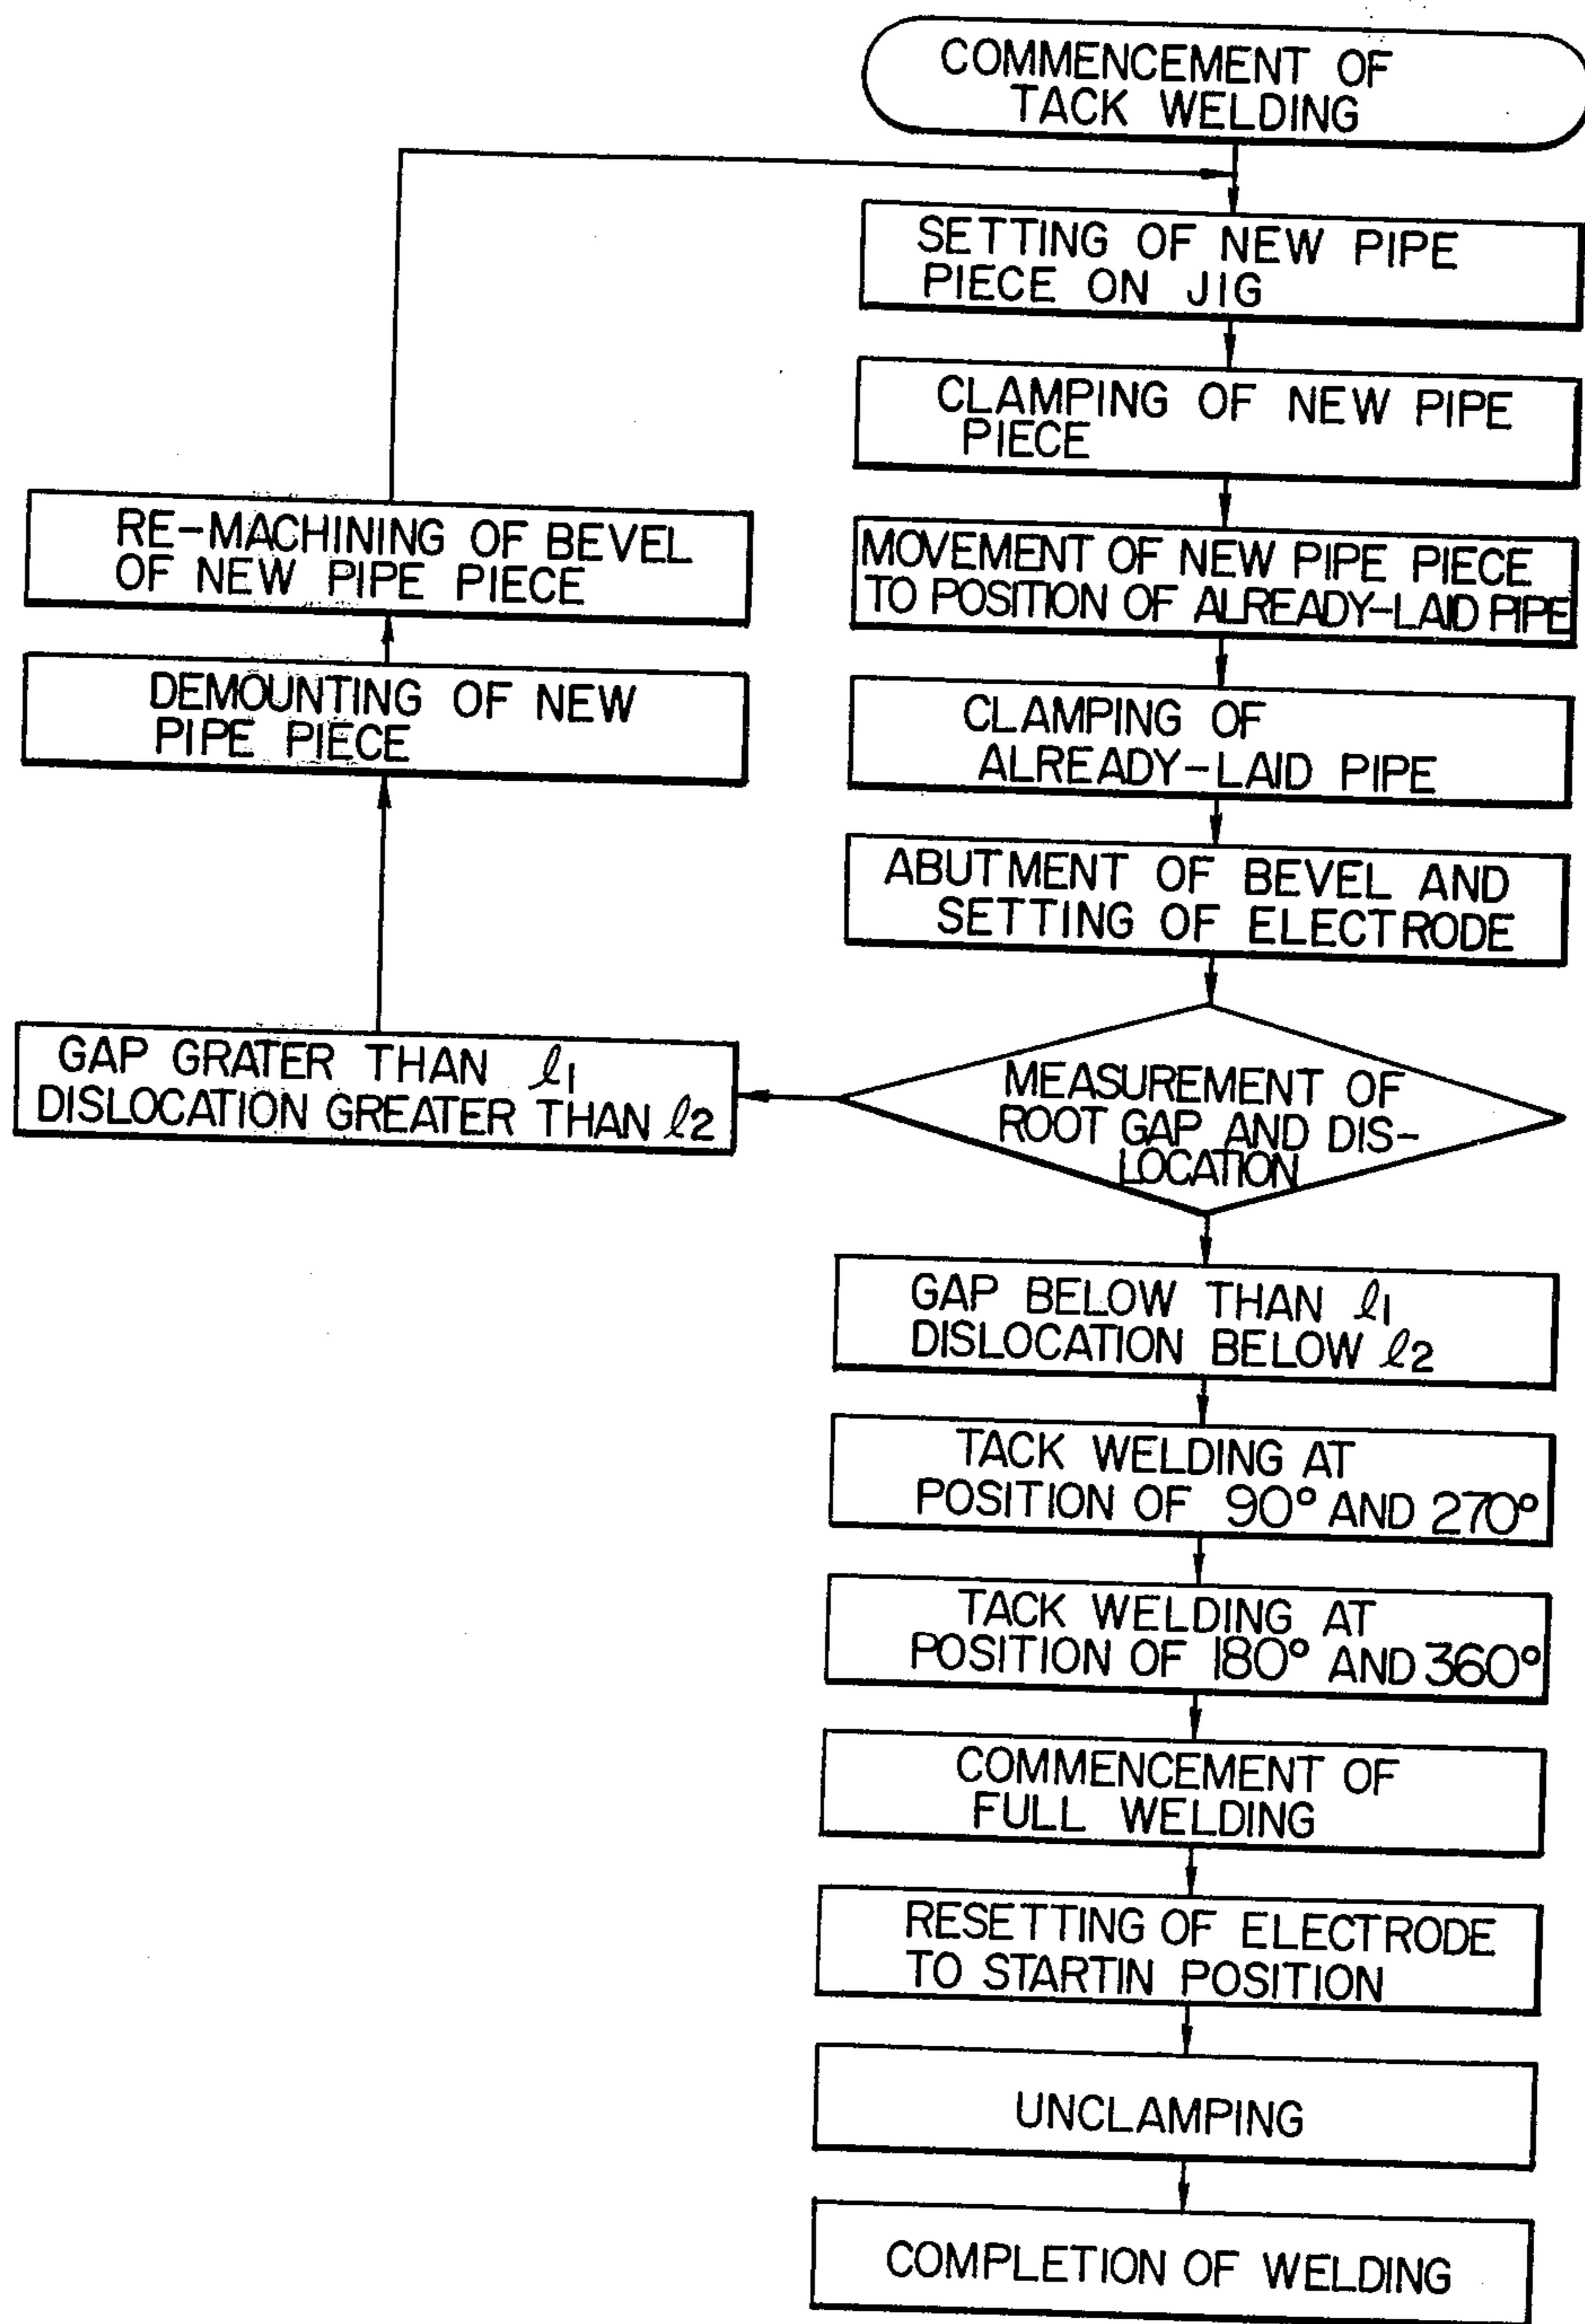 COMMENCEMENT OF
TACK WELDING
SETTING OF NEW PIPE
PIECE ON JIG
CLAMPING OF NEW PIPE
PIECE
MOVEMENT OF NEW PIPE PIECE
TO POSITION OF ALREADY-LAID PIPE
CLAMPING OF
ALREADY-LAID PIPE
ABUTMENT OF BEVEL AND
SETTING OF ELECTRODE
MEASUREMENT OF
ROOT GAP AND DIS-
LOCATION
GAP GRATER THAN ℓ1
DISLOCATION GREATER THAN ℓ2
DEMOUNTING OF NEW
PIPE PIECE
RE-MACHINING OF BEVEL
OF NEW PIPE PIECE
GAP BELOW THAN ℓ1
DISLOCATION BELOW ℓ2
TACK WELDING AT
POSITION OF 90° AND 270°
TACK WELDING AT
POSITION OF 180° AND 360°
COMMENCEMENT OF
FULL WELDING
RESETTING OF ELECTRODE
TO STARTIN POSITION
UNCLAMPING
COMPLETION OF WELDING